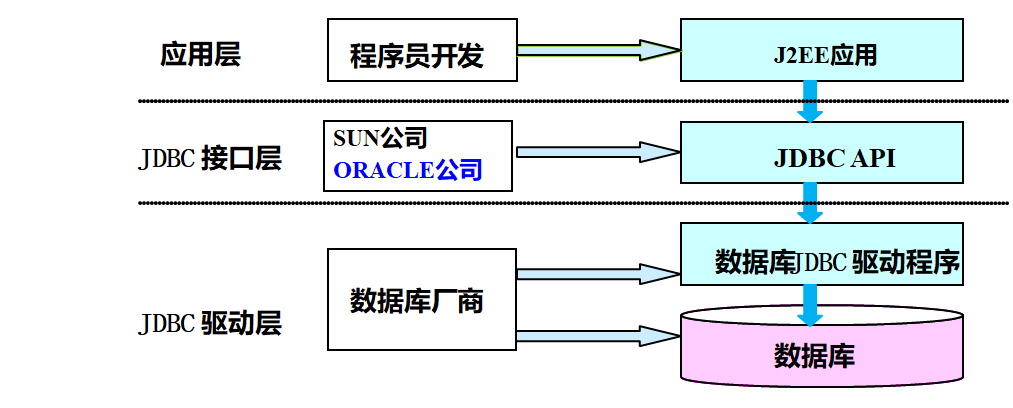 应用层
程序员开发
J2EE应用
JDBC 接口层
SUN公司
ORACLE公司
JDBC API
JDBC 驱动层
数据库厂商
数据库JDBC 驱动程序
数据库